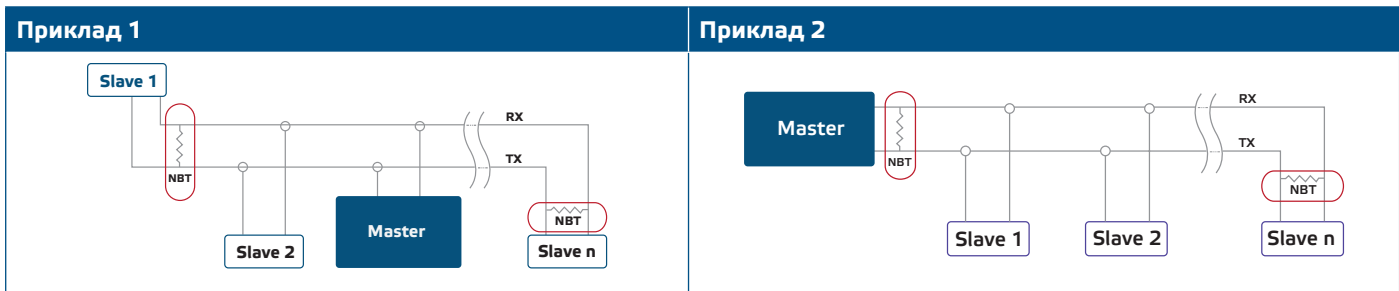 Приклад 1
Slave 1
RX
TX
NBT
NBT
Master
Slave 2
Slave n
Приклад 2
RX
Master
TX
NBT
NBT
Slave 1
Slave 2
Slave n